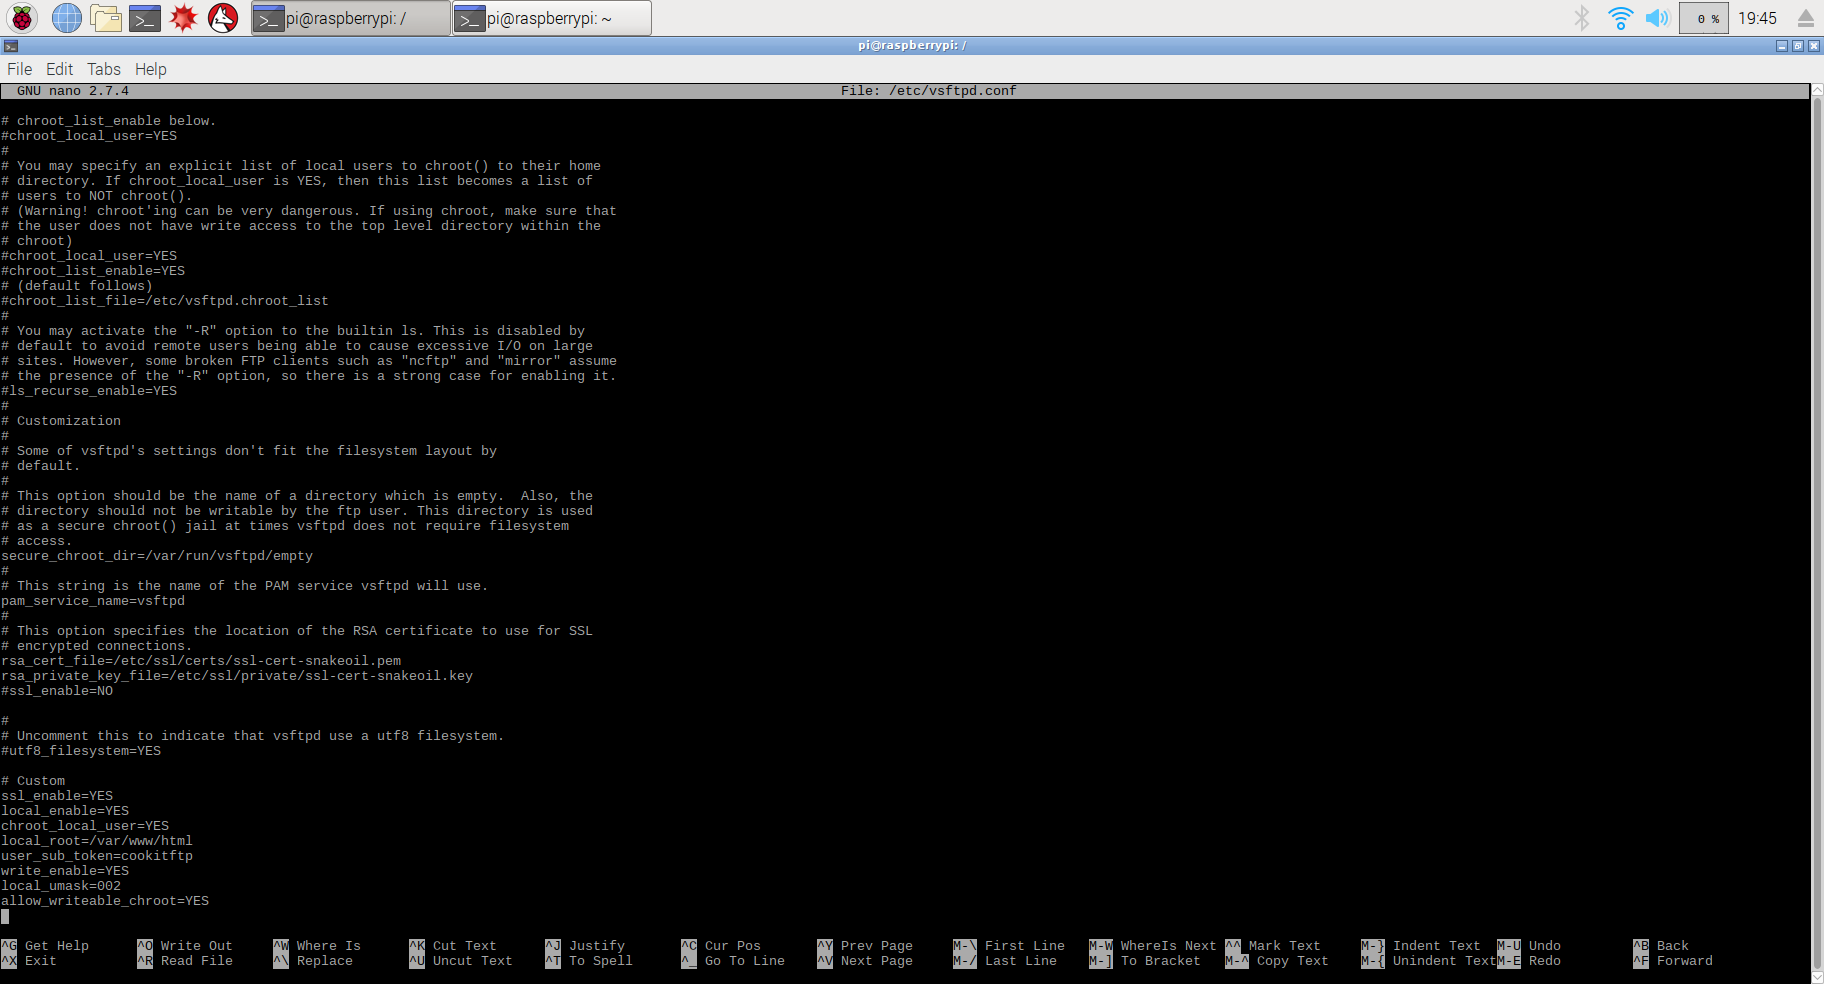 pi@raspberrypi: /
pi@raspberrypi: ~
0 %
19:45
pi@raspberrypi: /
File Edit Tabs Help
GNU nano 2.7.4 File: /etc/vsftpd.conf
# chroot_list_enable below.
#chroot_local_user=YES
#
# You may specify an explicit list of local users to chroot() to their home
# directory. If chroot_local_user is YES, then this list becomes a list of
# users to NOT chroot().
# (Warning! chroot'ing can be very dangerous. If using chroot, make sure that
# the user does not have write access to the top level directory within the
# chroot)
#chroot_local_user=YES
#chroot_list_enable=YES
# (default follows)
#chroot_list_file=/etc/vsftpd.chroot_list
#
# You may activate the "-R" option to the builtin ls. This is disabled by
# default to avoid remote users being able to cause excessive I/O on large
# sites. However, some broken FTP clients such as "ncftp" and "mirror" assume
# the presence of the "-R" option, so there is a strong case for enabling it.
#ls_recurse_enable=YES
#
# Customization
#
# Some of vsftpd's settings don't fit the filesystem layout by
# default.
#
# This option should be the name of a directory which is empty.  Also, the
# directory should not be writable by the ftp user. This directory is used
# as a secure chroot() jail at times vsftpd does not require filesystem
# access.
secure_chroot_dir=/var/run/vsftpd/empty
#
# This string is the name of the PAM service vsftpd will use.
pam_service_name=vsftpd
#
# This option specifies the location of the RSA certificate to use for SSL
# encrypted connections.
rsa_cert_file=/etc/ssl/certs/ssl-cert-snakeoil.pem
rsa_private_key_file=/etc/ssl/private/ssl-cert-snakeoil.key
#ssl_enable=NO
#
# Uncomment this to indicate that vsftpd use a utf8 filesystem.
#utf8_filesystem=YES
# Custom
ssl_enable=YES
local_enable=YES
chroot_local_user=YES
local_root=/var/www/html
user_sub_token=cookitftp
write_enable=YES
local_umask=002
allow_writeable_chroot=YES
^G Get Help ^O Write Out ^W Where Is ^K Cut Text ^J Justify ^C Cur Pos ^Y Prev Page M-\ First Line M-W WhereIs Next ^^ Mark Text M-} Indent Text M-U Undo ^B Back
^X Exit ^R Read File ^\ Replace ^U Uncut Text ^T To Spell ^_ Go To Line ^V Next Page M-/ Last Line M-] To Bracket M-^ Copy Text M-{ Unindent Text M-E Redo ^F Forward